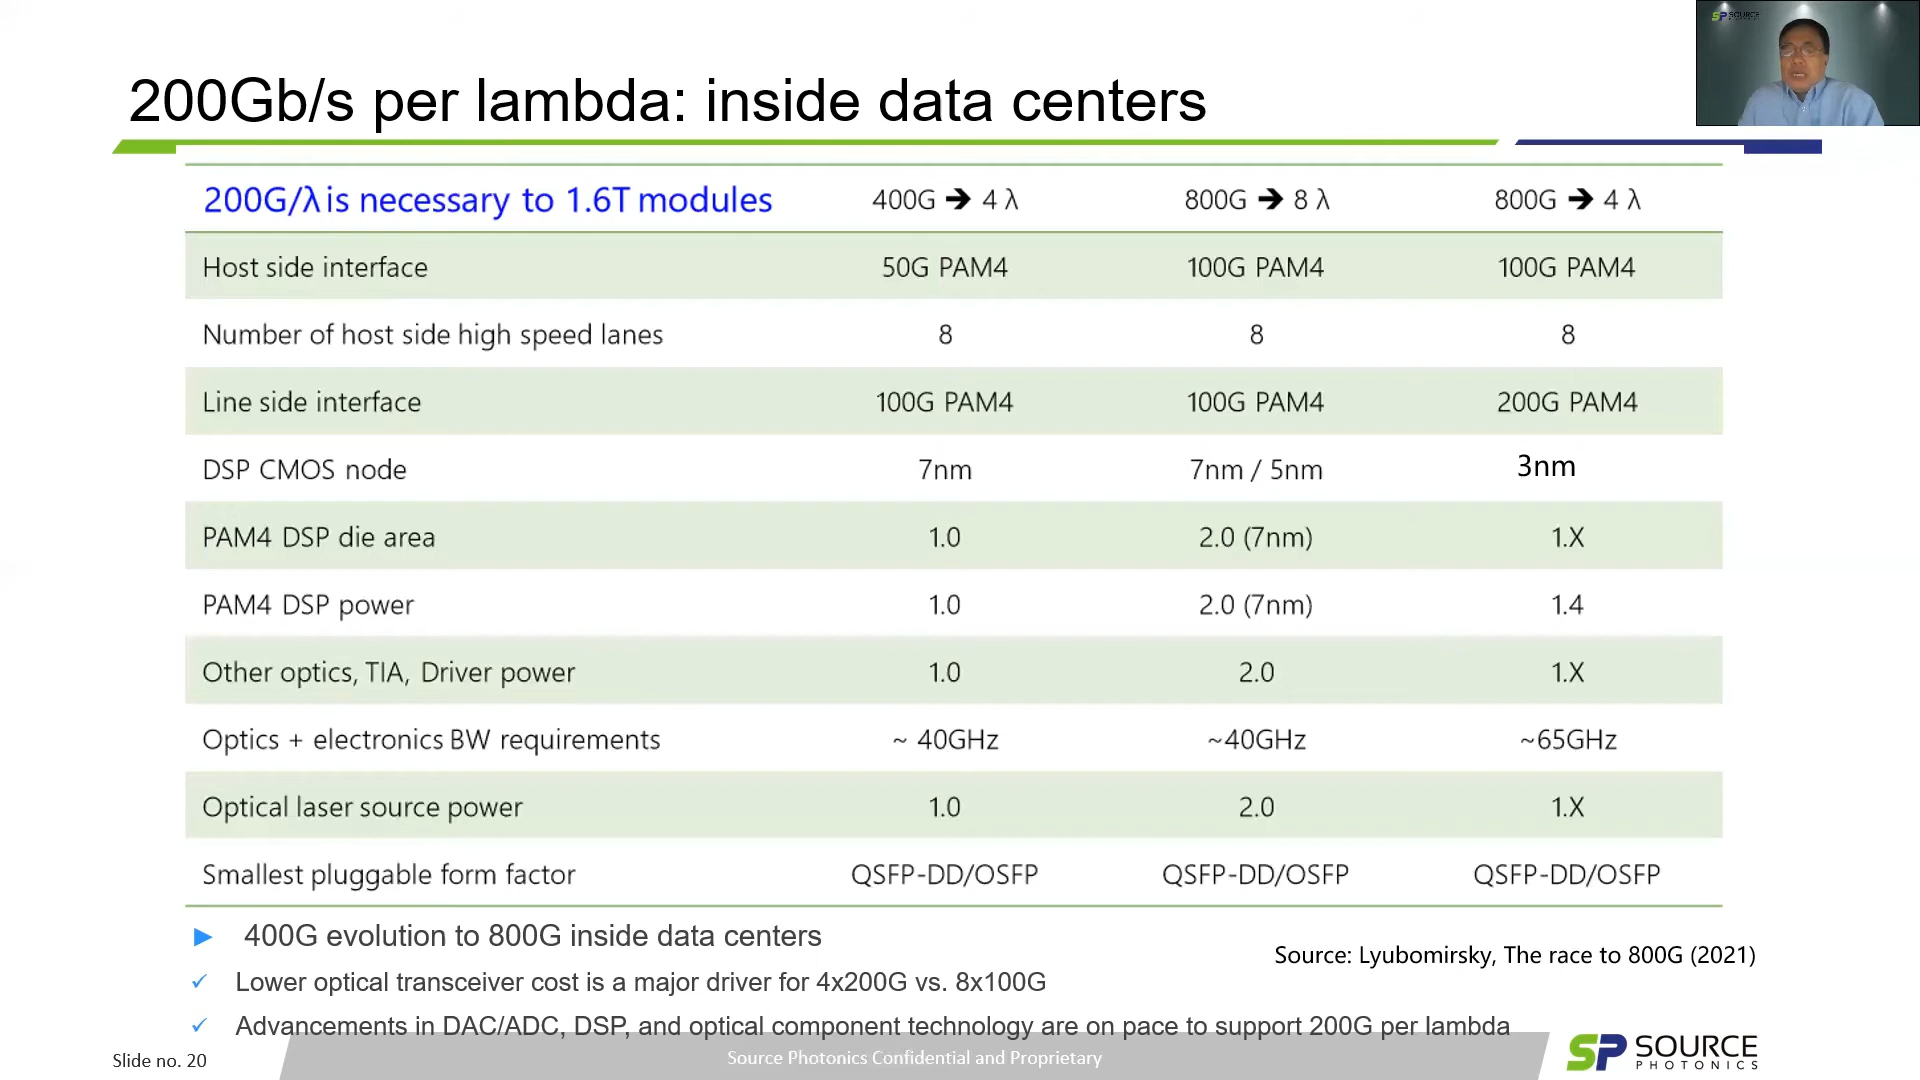 SP SOURCE
200Gb/s per lambda: inside data centers
200G/λ is necessary to 1.6T modules 400G ➔ 4 λ 800G ➔ 8 λ 800G ➔ 4 λ
Host side interface 50G PAM4 100G PAM4 100G PAM4
Number of host side high speed lanes 8 8 8
Line side interface 100G PAM4 100G PAM4 200G PAM4
DSP CMOS node 7nm 7nm / 5nm 3nm
PAM4 DSP die area 1.0 2.0 (7nm) 1.X
PAM4 DSP power 1.0 2.0 (7nm) 1.4
Other optics, TIA, Driver power 1.0 2.0 1.X
Optics + electronics BW requirements ~ 40GHz ~40GHz ~65GHz
Optical laser source power 1.0 2.0 1.X
Smallest pluggable form factor QSFP-DD/OSFP QSFP-DD/OSFP QSFP-DD/OSFP
► 400G evolution to 800G inside data centers
Source: Lyubomirsky, The race to 800G (2021)
✓ Lower optical transceiver cost is a major driver for 4x200G vs. 8x100G
✓ Advancements in DAC/ADC, DSP, and optical component technology are on pace to support 200G per lambda
Slide no. 20
Source Photonics Confidential and Proprietary
SP SOURCE
PHOTONICS